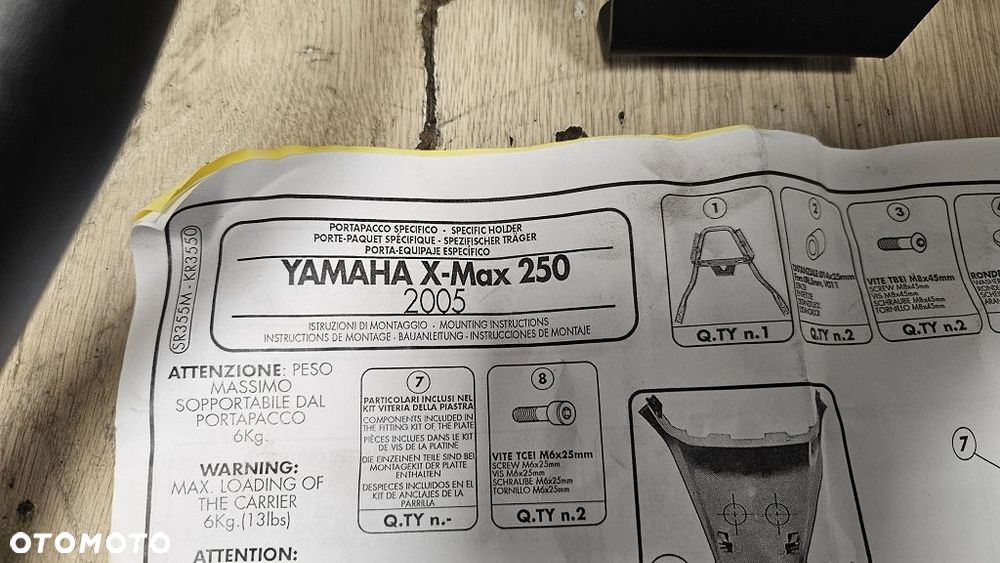 SR355M - KR3550
PORTAPACCO SPECIFICO - SPECIFIC HOLDER
PORTE-PAQUET SPÈCIFIQUE - SPEZIFISCHER TRÄGER
PORTA-EQUIPAJE ESPECÍFICO
YAMAHA X-Max 250
2005
ISTRUZIONI DI MONTAGGIO - MOUNTING INSTRUCTIONS
INSTRUCTIONS DE MONTAGE - BAUANLEITUNG - INSTRUCCIONES DE MONTAJE
1
Q.TY n.1
2
Q.TY n.2
3
VITE TBEI M8x45mm
SCREW M8x45mm
VIS M8x45mm
SCHRAUBE M8x45mm
TORNILLO M8x45mm
Q.TY n.2
ATTENZIONE: PESO
MASSIMO
SOPPORTABILE DAL
PORTAPACCO
6Kg.
WARNING:
MAX. LOADING OF
THE CARRIER
6Kg.(13lbs)
ATTENTION:
7
PARTICOLARI INCLUSI NEL
KIT VITERIA DELLA PIASTRA
COMPONENTS INCLUDED IN
THE FITTING KIT OF THE PLATE
PIÈCES INCLUES DANS LE KIT
DE VIS DE LA PLATINE
DIE EINZELNEN TEILE SIND BEI
MONTAGEKIT DER PLATTE
ENTHALTEN
DESPIECES INCLUIDOS EN EL
KIT DE ANCLAJES DE LA
PARRILLA
Q.TY n.-
8
VITE TCEI M6x25mm
SCREW M6x25mm
VIS M6x25mm
SCHRAUBE M6x25mm
TORNILLO M6x25mm
Q.TY n.2
7
OTOMOTO